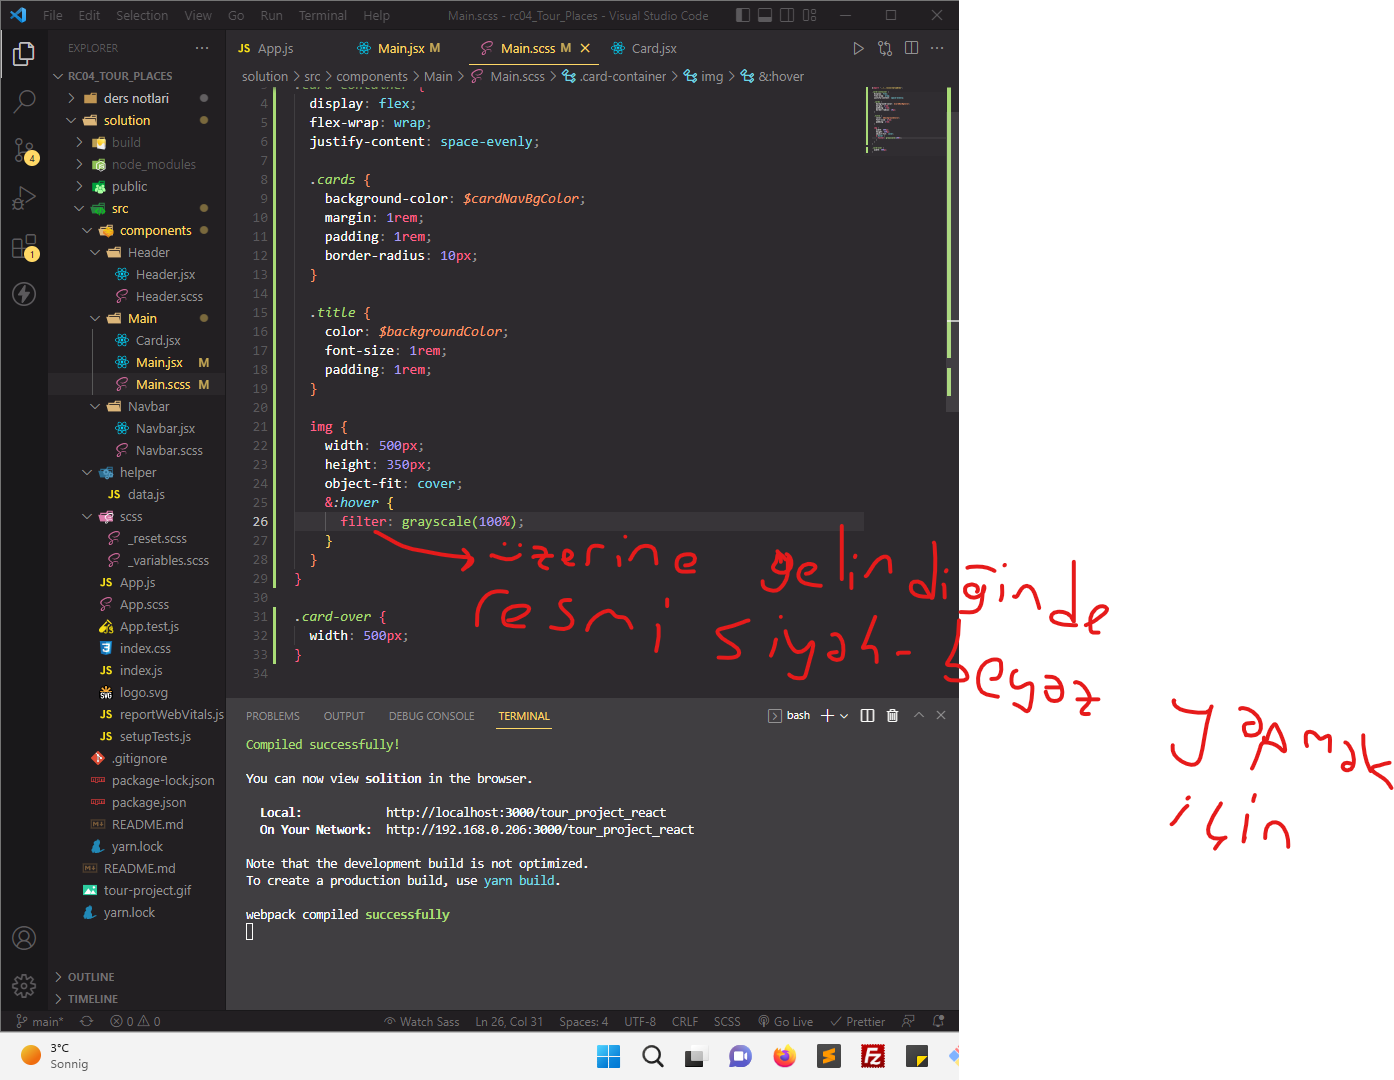 File Edit Selection View Go Run Terminal Help
Main.scss - rc04_Tour_Places - Visual Studio Code
EXPLORER
RC04_TOUR_PLACES
ders notlari
solution
build
node_modules
public
src
components
Header
Header.jsx
Header.scss
Main
Card.jsx
Main.jsx M
Main.scss M
Navbar
Navbar.jsx
Navbar.scss
helper
JS data.js
scss
_reset.scss
_variables.scss
JS App.js
App.scss
App.test.js
index.css
JS index.js
logo.svg
JS reportWebVitals.js
JS setupTests.js
.gitignore
package-lock.json
package.json
README.md
yarn.lock
README.md
tour-project.gif
yarn.lock
OUTLINE
TIMELINE
4
1
JS App.js Main.jsx M Main.scss M Card.jsx
solution > src > components > Main > Main.scss > .card-container > img > &:hover
3 .card-container {
4 display: flex;
5 flex-wrap: wrap;
6 justify-content: space-evenly;
7
8 .cards {
9 background-color: $cardNavBgColor;
10 margin: 1rem;
11 padding: 1rem;
12 border-radius: 10px;
13 }
14
15 .title {
16 color: $backgroundColor;
17 font-size: 1rem;
18 padding: 1rem;
19 }
20
21 img {
22 width: 500px;
23 height: 350px;
24 object-fit: cover;
25 &:hover {
26 filter: grayscale(100%);
27 }
28 }
29 }
30
31 .card-over {
32 width: 500px;
33 }
34
üzerine gelindiğinde
resmi siyah-beyaz
yapmak
için
PROBLEMS OUTPUT DEBUG CONSOLE TERMINAL
bash
Compiled successfully!
You can now view solition in the browser.
Local: http://localhost:3000/tour_project_react
On Your Network: http://192.168.0.206:3000/tour_project_react
Note that the development build is not optimized.
To create a production build, use yarn build.
webpack compiled successfully
main* 0 0 Watch Sass Ln 26, Col 31 Spaces: 4 UTF-8 CRLF SCSS Go Live Prettier
3°C
Sonnig